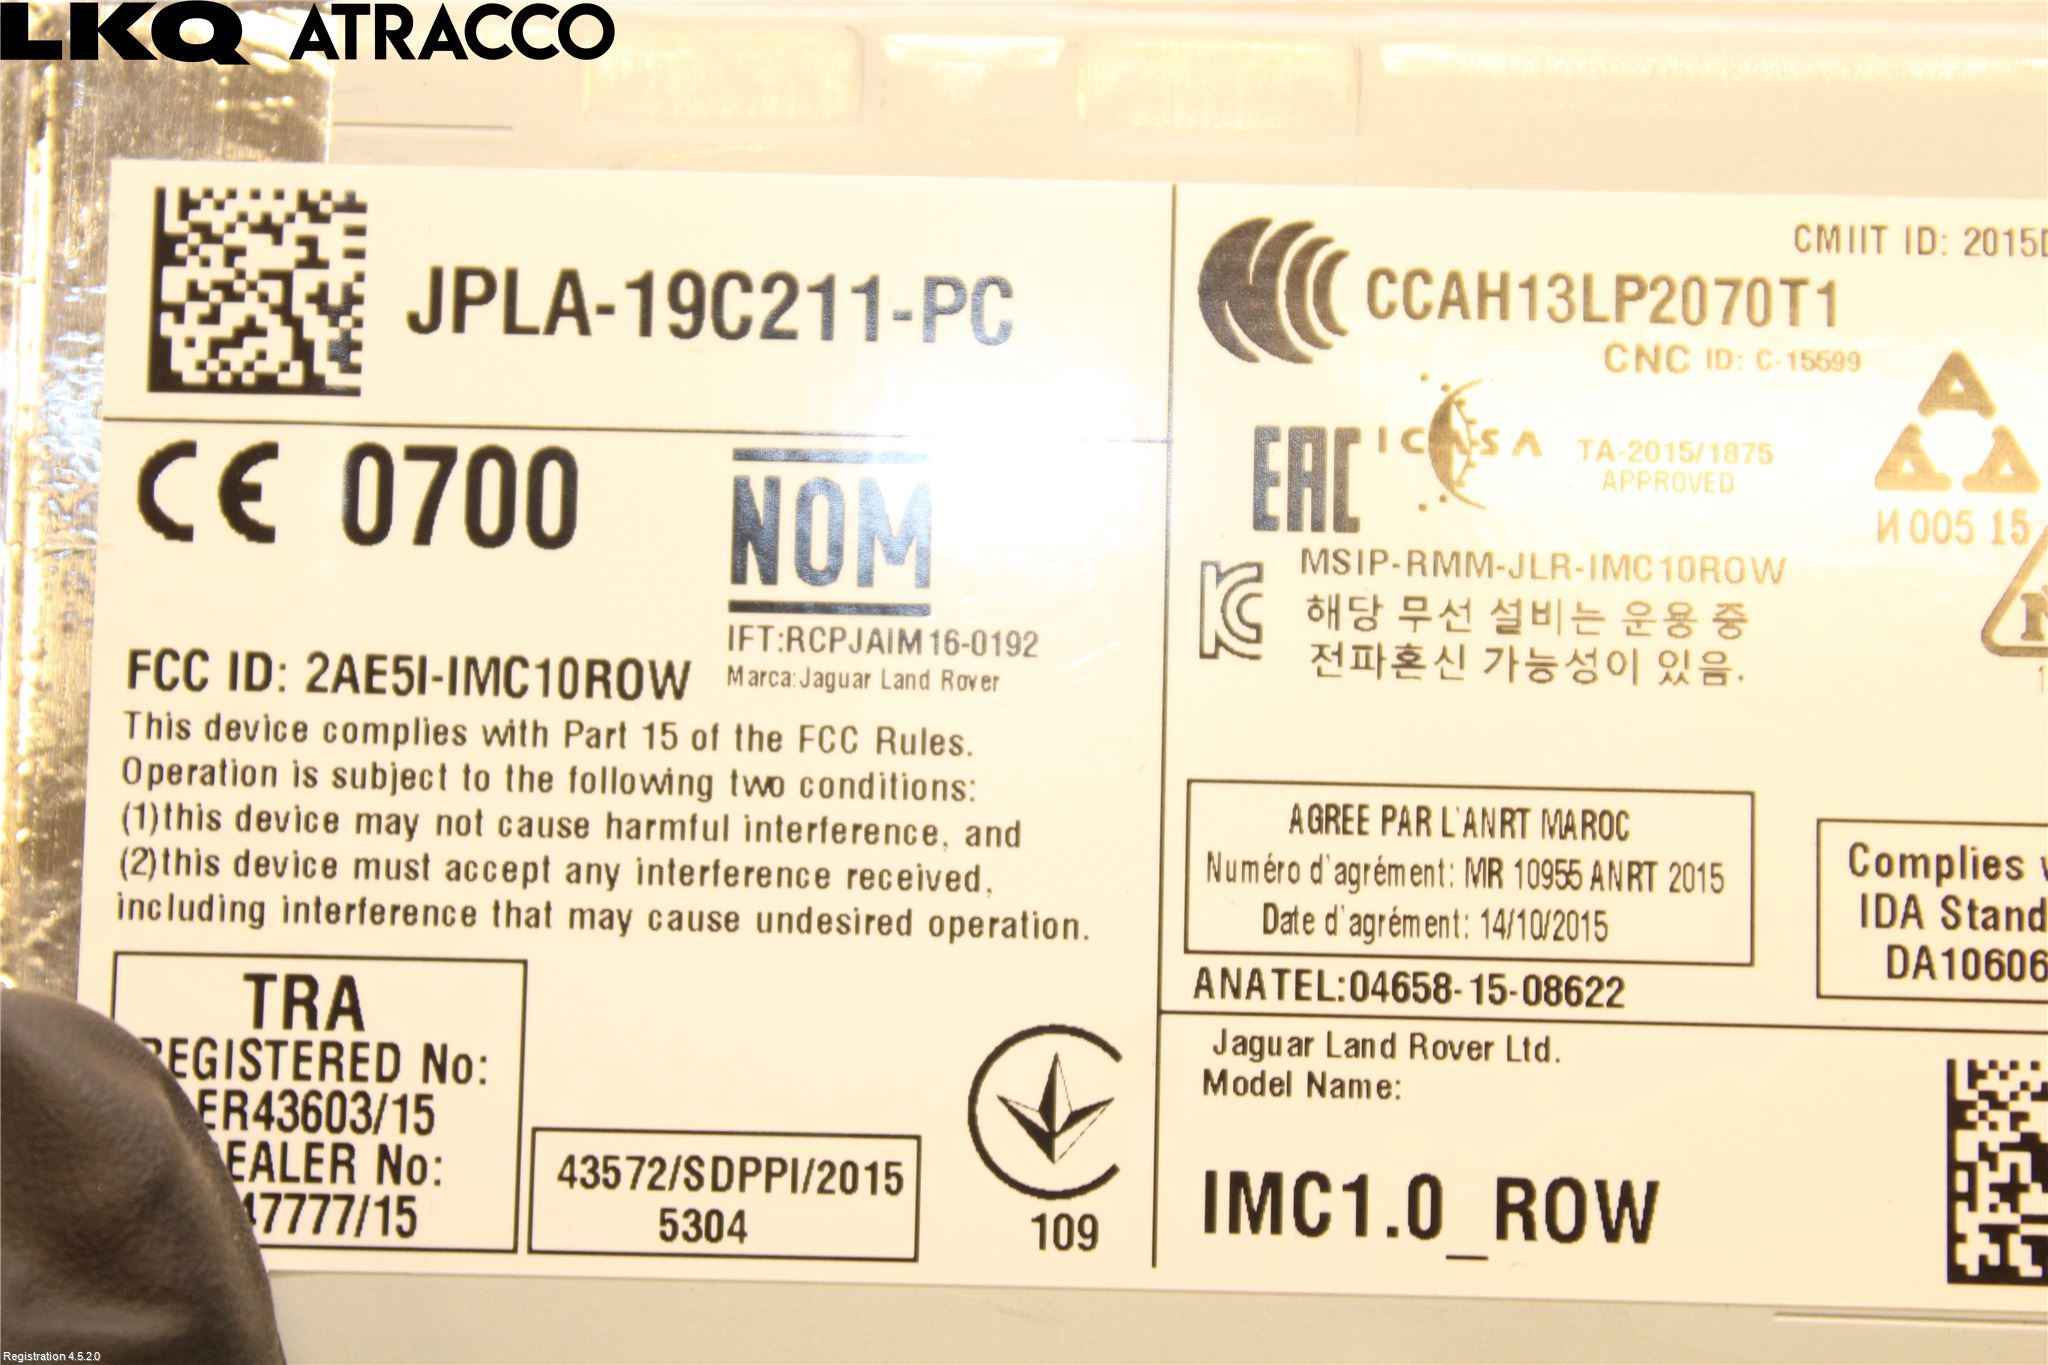 LKQ ATRACCO
JPLA-19C211-PC
CE 0700
NOM
IFT:RCPJAIM16-0192
Marca:Jaguar Land Rover
FCC ID: 2AE5I-IMC10ROW
This device complies with Part 15 of the FCC Rules.
Operation is subject to the following two conditions:
(1)this device may not cause harmful interference, and
(2)this device must accept any interference received,
including interference that may cause undesired operation.
TRA
REGISTERED No:
ER43603/15
DEALER No:
47777/15
43572/SDPPI/2015
5304
109
CMIIT ID: 2015D
CCAH13LP2070T1
CNC ID: C-15599
EAC
ICASA
TA-2015/1875
APPROVED
И 005 15
MSIP-RMM-JLR-IMC10ROW
해당 무선 설비는 운용 중
전파혼신 가능성이 있음.
AGREE PAR L'ANRT MAROC
Numéro d'agrément: MR 10955 ANRT 2015
Date d'agrément: 14/10/2015
ANATEL:04658-15-08622
Complies
IDA Stand
DA10606
Jaguar Land Rover Ltd.
Model Name:
IMC1.0_ROW
Registration 4.5.2.0